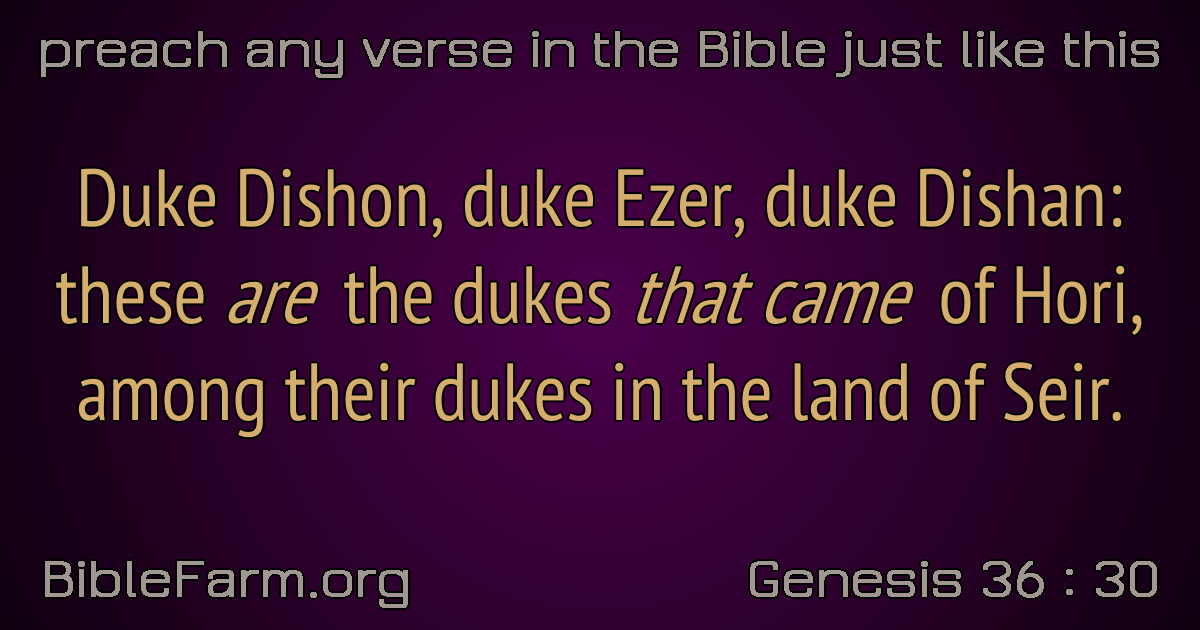 preach any verse in the Bible just like this
Duke Dishon, duke Ezer, duke Dishan:
these are the dukes that came of Hori,
among their dukes in the land of Seir.
BibleFarm.org
Genesis 36 : 30